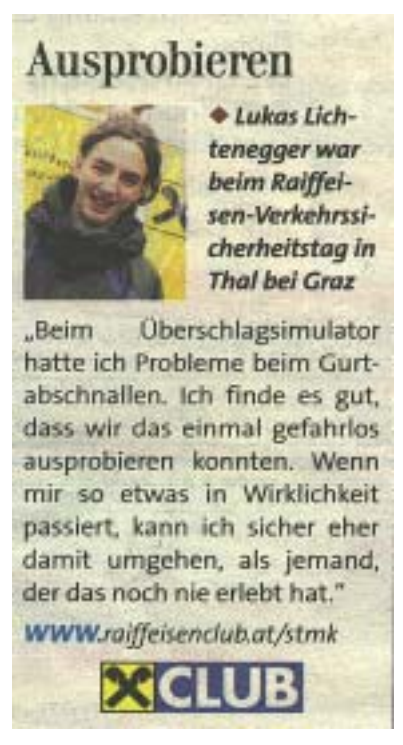 Ausprobieren
◆ Lukas Lich-
tenegger war
beim Raiffei-
sen-Verkehrssi-
cherheitstag in
Thal bei Graz
„Beim Überschlagsimulator
hatte ich Probleme beim Gurt-
abschnallen. Ich finde es gut,
dass wir das einmal gefahrlos
ausprobieren konnten. Wenn
mir so etwas in Wirklichkeit
passiert, kann ich sicher eher
damit umgehen, als jemand,
der das noch nie erlebt hat."
WWW.raiffeisenclub.at/stmk
CLUB